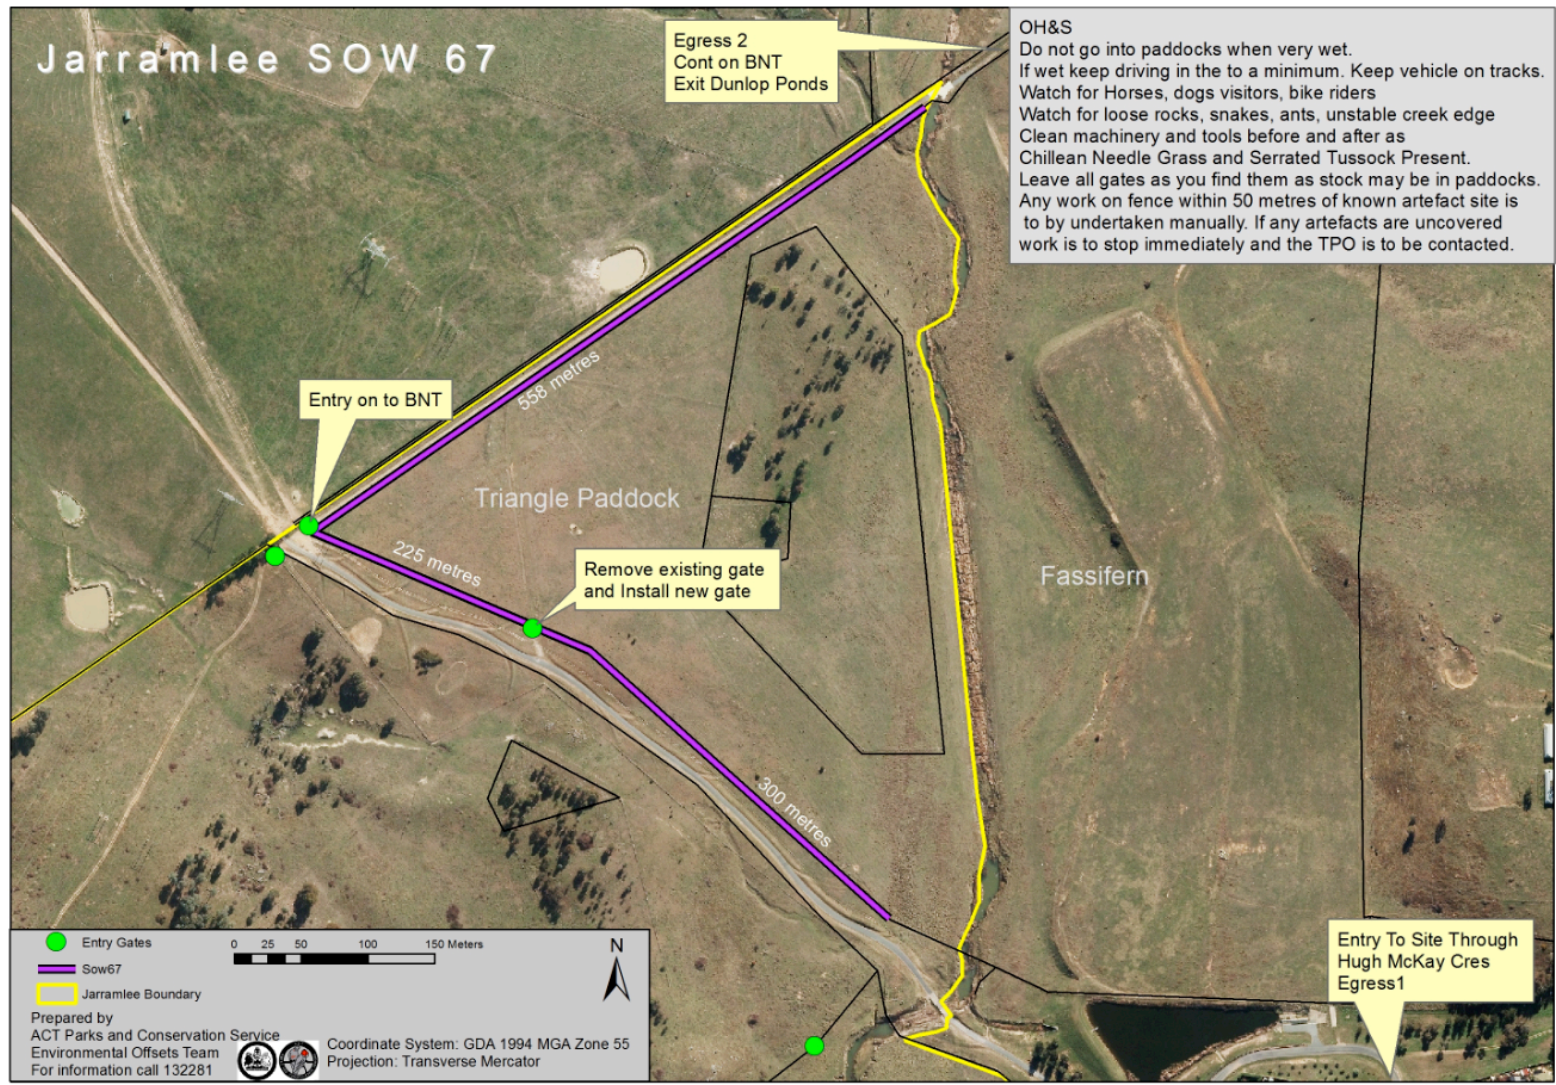 Jarramlee SOW 67
Egress 2
Cont on BNT
Exit Dunlop Ponds
OH&S
Do not go into paddocks when very wet.
If wet keep driving in the to a minimum. Keep vehicle on tracks.
Watch for Horses, dogs visitors, bike riders
Watch for loose rocks, snakes, ants, unstable creek edge
Clean machinery and tools before and after as
Chillean Needle Grass and Serrated Tussock Present.
Leave all gates as you find them as stock may be in paddocks.
Any work on fence within 50 metres of known artefact site is
to by undertaken manually. If any artefacts are uncovered
work is to stop immediately and the TPO is to be contacted.
558 metres
Entry on to BNT
Triangle Paddock
225 metres
Remove existing gate
and Install new gate
Fassifern
300 metres
Entry To Site Through
Hugh McKay Cres
Egress1
Entry Gates
Sow67
Jarramlee Boundary
0 25 50 100 150 Meters
N
Prepared by
ACT Parks and Conservation Service
Environmental Offsets Team
For information call 132281
Coordinate System: GDA 1994 MGA Zone 55
Projection: Transverse Mercator